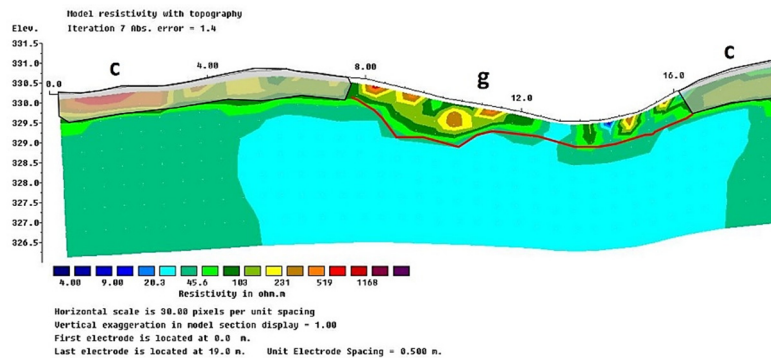 Model resistivity with topography
Iteration 7 Abs. error = 1.4
Elev.
331.5
331.0
330.5
330.0
329.5
329.0
328.5
328.0
327.5
327.0
326.5
0.0
c
4.00
8.00
g
12.0
16.0
c
4.00 9.00 20.3 45.6 103 231 519 1168
Resistivity in ohm.m
Horizontal scale is 30.00 pixels per unit spacing
Vertical exaggeration in model section display = 1.00
First electrode is located at 0.0 m.
Last electrode is located at 19.0 m. Unit Electrode Spacing = 0.500 m.